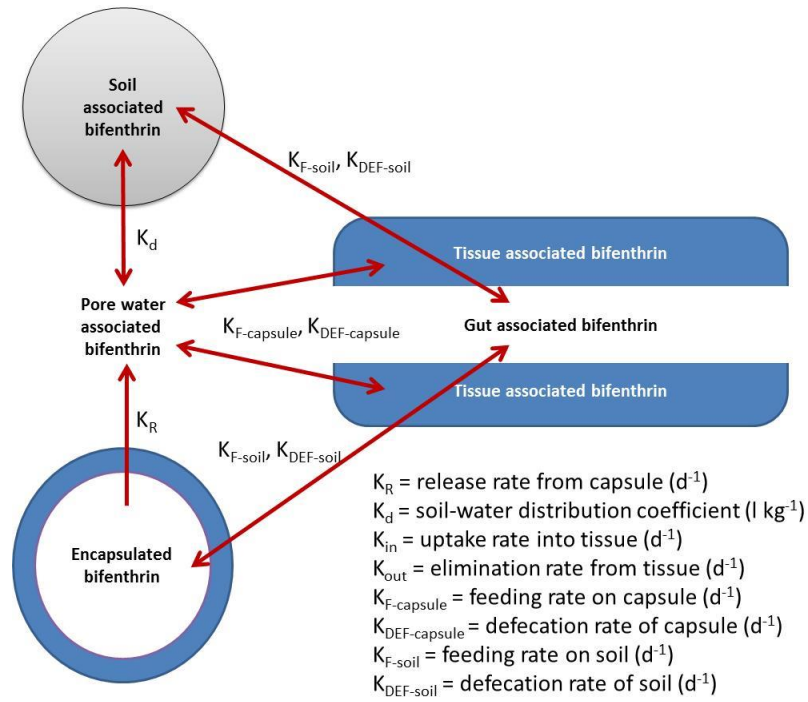 Soil
associated
bifenthrin
K_F-soil, K_DEF-soil
K_d
Tissue associated bifenthrin
Pore water
associated
bifenthrin
K_F-capsule, K_DEF-capsule
Gut associated bifenthrin
Tissue associated bifenthrin
K_R
K_F-soil, K_DEF-soil
Encapsulated
bifenthrin
K_R = release rate from capsule (d⁻¹)
K_d = soil-water distribution coefficient (l kg⁻¹)
K_in = uptake rate into tissue (d⁻¹)
K_out = elimination rate from tissue (d⁻¹)
K_F-capsule = feeding rate on capsule (d⁻¹)
K_DEF-capsule = defecation rate of capsule (d⁻¹)
K_F-soil = feeding rate on soil (d⁻¹)
K_DEF-soil = defecation rate of soil (d⁻¹)